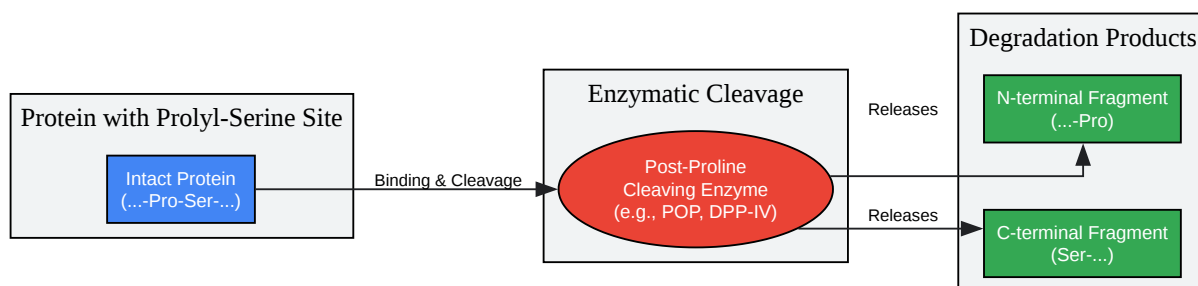 Protein with Prolyl-Serine Site
Intact Protein
(...-Pro-Ser-...)
Binding & Cleavage
Enzymatic Cleavage
Post-Proline
Cleaving Enzyme
(e.g., POP, DPP-IV)
Releases
Releases
Degradation Products
N-terminal Fragment
(...-Pro)
C-terminal Fragment
(Ser-...)